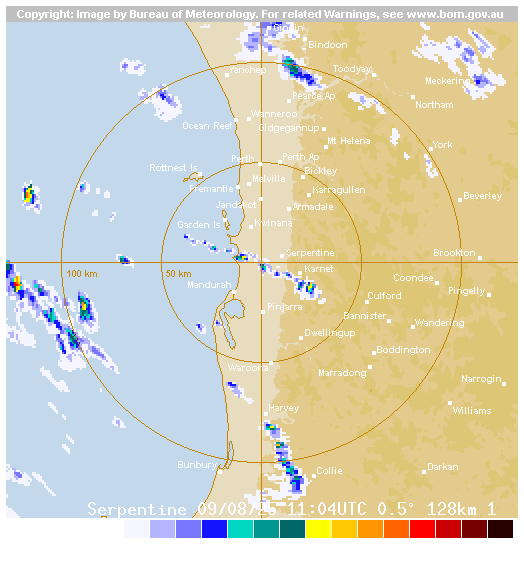 Copyright: Image by Bureau of Meteorology. For related Warnings, see www.bom.gov.au
Gingin
Bindoon
Yanchep
Toodyay
Meckering
Pearce Ap
Northam
Wanneroo
Ocean Reef
Gidgegannup
Mt Helena
York
Perth
Perth Ap
Rottnest Is
Bickley
Melville
Fremantle
Karragullen
Beverley
Jandakot
Armadale
Garden Is
Kwinana
Serpentine
Brookton
100 km
50 km
Karnet
Coondee
Mandurah
Pingelly
Culford
Pinjarra
Bannister
Wandering
Dwellingup
Boddington
Waroona
Marradong
Narrogin
Harvey
Williams
Bunbury
Collie
Darkan
Serpentine 09/08/ 11:04UTC 0.5° 128km 1